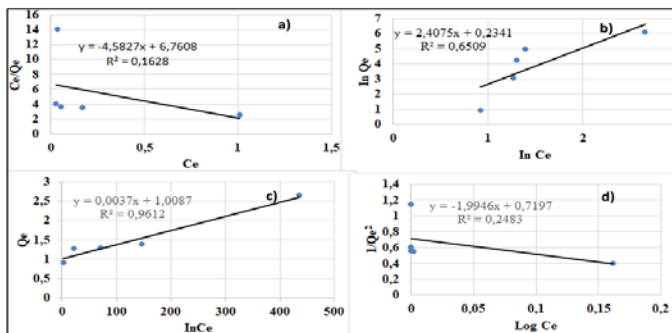 a)
y = -4,5827x + 6,7608
R² = 0,1628
Ce/Qe
16
14
12
10
8
6
4
2
0
0
0,5
1
1,5
Ce
b)
y = 2,4075x + 0,2341
R² = 0,6509
In Qe
7
6
5
4
3
2
1
0
0
1
2
In Ce
c)
y = 0,0037x + 1,0087
R² = 0,9612
Qe
3
2,5
2
1,5
1
0,5
0
0
100
200
300
400
500
InCe
d)
y = -1,9946x + 0,7197
R² = 0,2483
1/Qe²
1,4
1,2
1
0,8
0,6
0,4
0,2
0
0
0,05
0,1
0,15
0,2
Log Ce